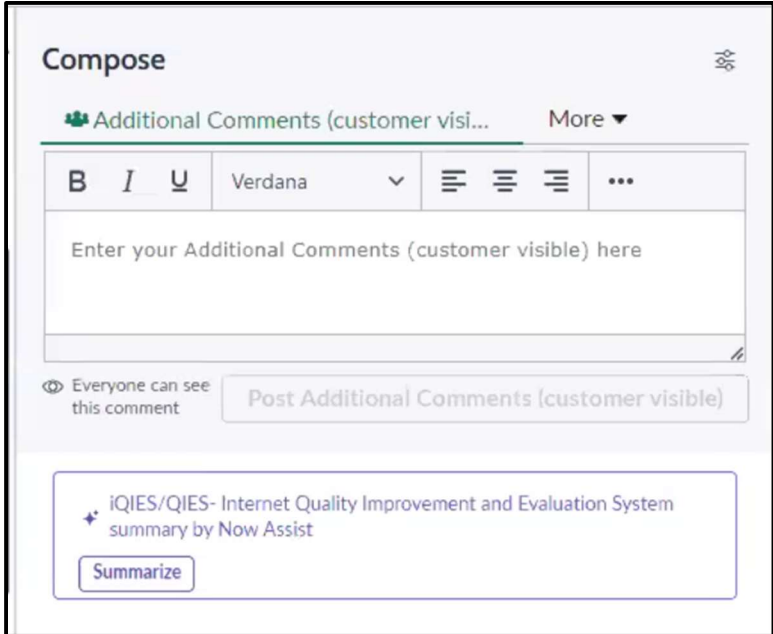 Compose
Additional Comments (customer visi...
More
B I U Verdana
Enter your Additional Comments (customer visible) here
Everyone can see
this comment
Post Additional Comments (customer visible)
iQIES/QIES- Internet Quality Improvement and Evaluation System
summary by Now Assist
Summarize